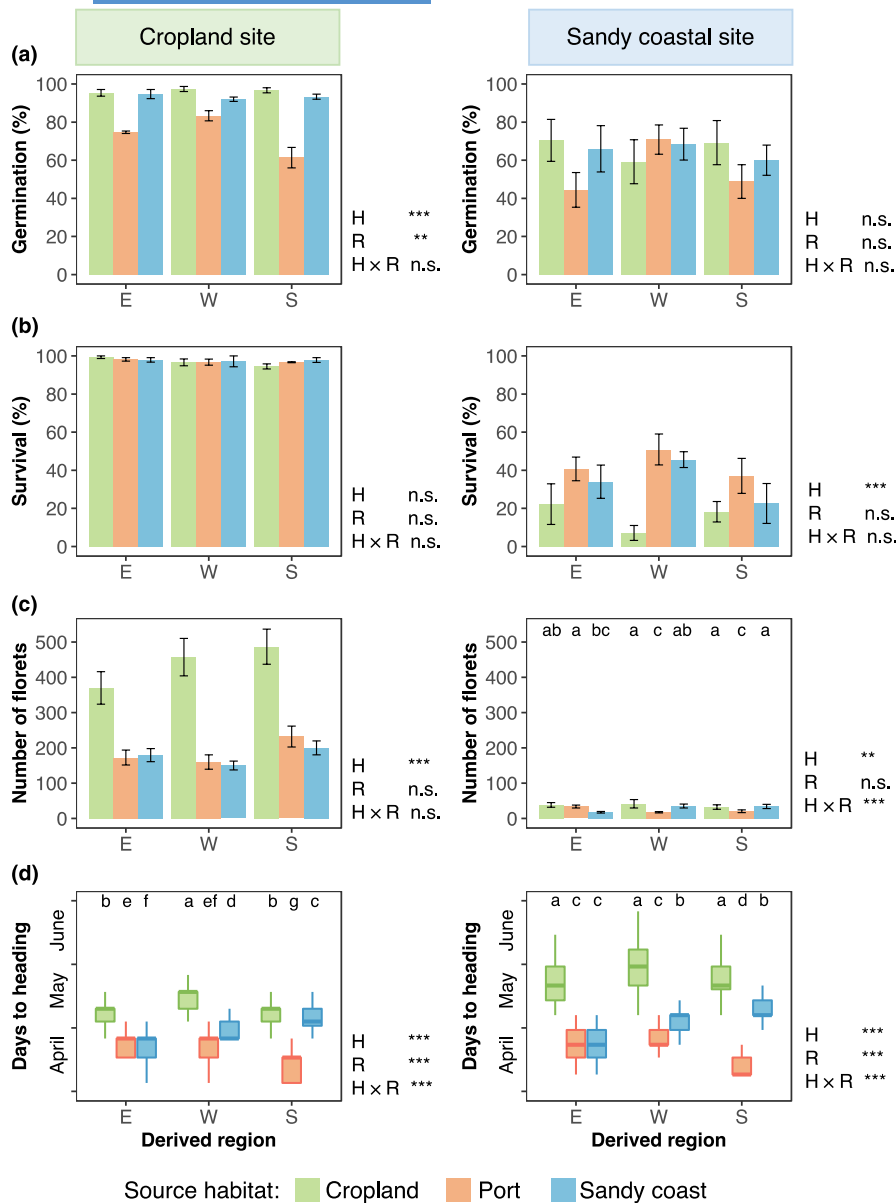 Cropland site
Sandy coastal site
(a)
Germination (%)
100
80
60
40
20
0
E W S
H ***
R **
H × R n.s.
Germination (%)
100
80
60
40
20
0
E W S
H n.s.
R n.s.
H × R n.s.
(b)
Survival (%)
100
80
60
40
20
0
E W S
H n.s.
R n.s.
H × R n.s.
Survival (%)
100
80
60
40
20
0
E W S
H ***
R n.s.
H × R n.s.
(c)
Number of florets
500
400
300
200
100
0
E W S
H ***
R n.s.
H × R n.s.
Number of florets
500
400
300
200
100
0
ab a bc a c ab a c a
E W S
H **
R n.s.
H × R ***
(d)
Days to heading
June
May
April
b e f a ef d b g c
E W S
Derived region
H ***
R ***
H × R ***
Days to heading
June
May
April
a c c a c b a d b
E W S
Derived region
H ***
R ***
H × R ***
Source habitat: Cropland Port Sandy coast